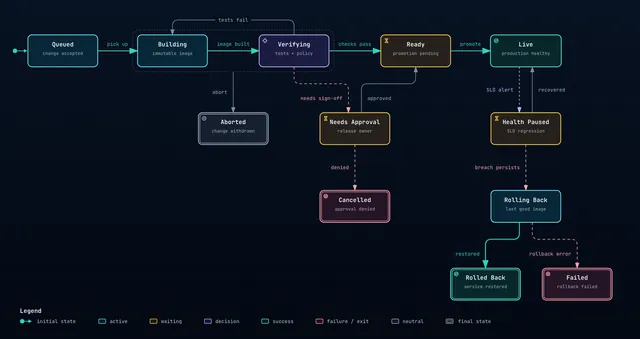 tests fail
Queued
change accepted
pick up
Building
immutable image
image built
Verifying
tests + policy
checks pass
Ready
promotion pending
promote
Live
production healthy
abort
needs sign-off
approved
SLO alert
recovered
Aborted
change withdrawn
Needs Approval
release owner
Health Paused
SLO regression
denied
breach persists
Cancelled
approval denied
Rolling Back
last good image
restored
rollback error
Rolled Back
service restored
Failed
rollback failed
Legend
initial state
active
waiting
decision
success
failure / exit
neutral
final state